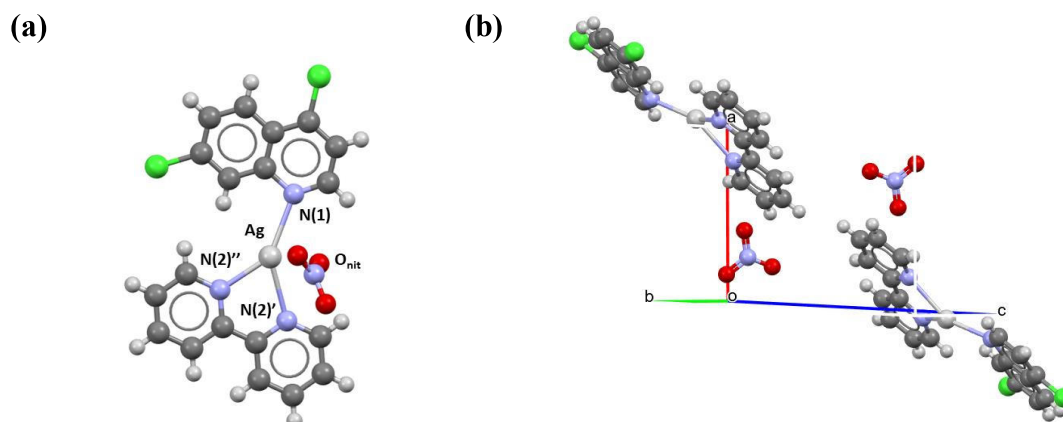 (a)
(b)
N(1)
Ag
N(2)''
O_nit
N(2)'
a
b
o
c